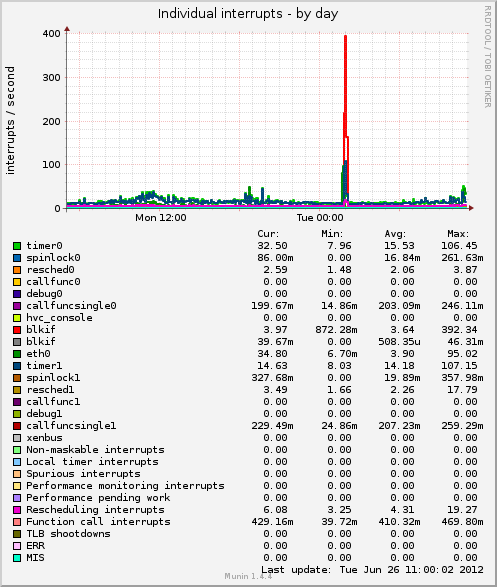 Individual interrupts - by day
RRDTOOL / TOBI OETIKER
interrupts / second
400
300
200
100
0
Mon 12:00 Tue 00:00
Cur: Min: Avg: Max:
timer0 32.50 7.96 15.53 106.45
spinlock0 86.00m 0.00 16.84m 261.63m
resched0 2.59 1.48 2.06 3.87
callfunc0 0.00 0.00 0.00 0.00
debug0 0.00 0.00 0.00 0.00
callfuncsingle0 199.67m 14.86m 203.09m 246.11m
hvc_console 0.00 0.00 0.00 0.00
blkif 3.97 872.28m 3.64 392.34
blkif 39.67m 0.00 508.35u 46.31m
eth0 34.80 6.70m 3.90 95.02
timer1 14.63 8.03 14.18 107.15
spinlock1 327.68m 0.00 19.89m 357.98m
resched1 3.49 1.66 2.26 17.79
callfunc1 0.00 0.00 0.00 0.00
debug1 0.00 0.00 0.00 0.00
callfuncsingle1 229.49m 24.86m 207.23m 259.29m
xenbus 0.00 0.00 0.00 0.00
Non-maskable interrupts 0.00 0.00 0.00 0.00
Local timer interrupts 0.00 0.00 0.00 0.00
Spurious interrupts 0.00 0.00 0.00 0.00
Performance monitoring interrupts 0.00 0.00 0.00 0.00
Performance pending work 0.00 0.00 0.00 0.00
Rescheduling interrupts 6.08 3.25 4.31 19.27
Function call interrupts 429.16m 39.72m 410.32m 469.80m
TLB shootdowns 0.00 0.00 0.00 0.00
ERR 0.00 0.00 0.00 0.00
MIS 0.00 0.00 0.00 0.00
Last update: Tue Jun 26 11:00:02 2012
Munin 1.4.4